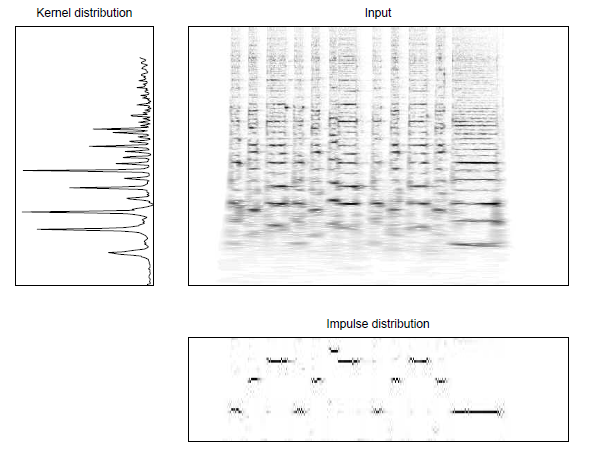 Kernel distribution
Input
Impulse distribution